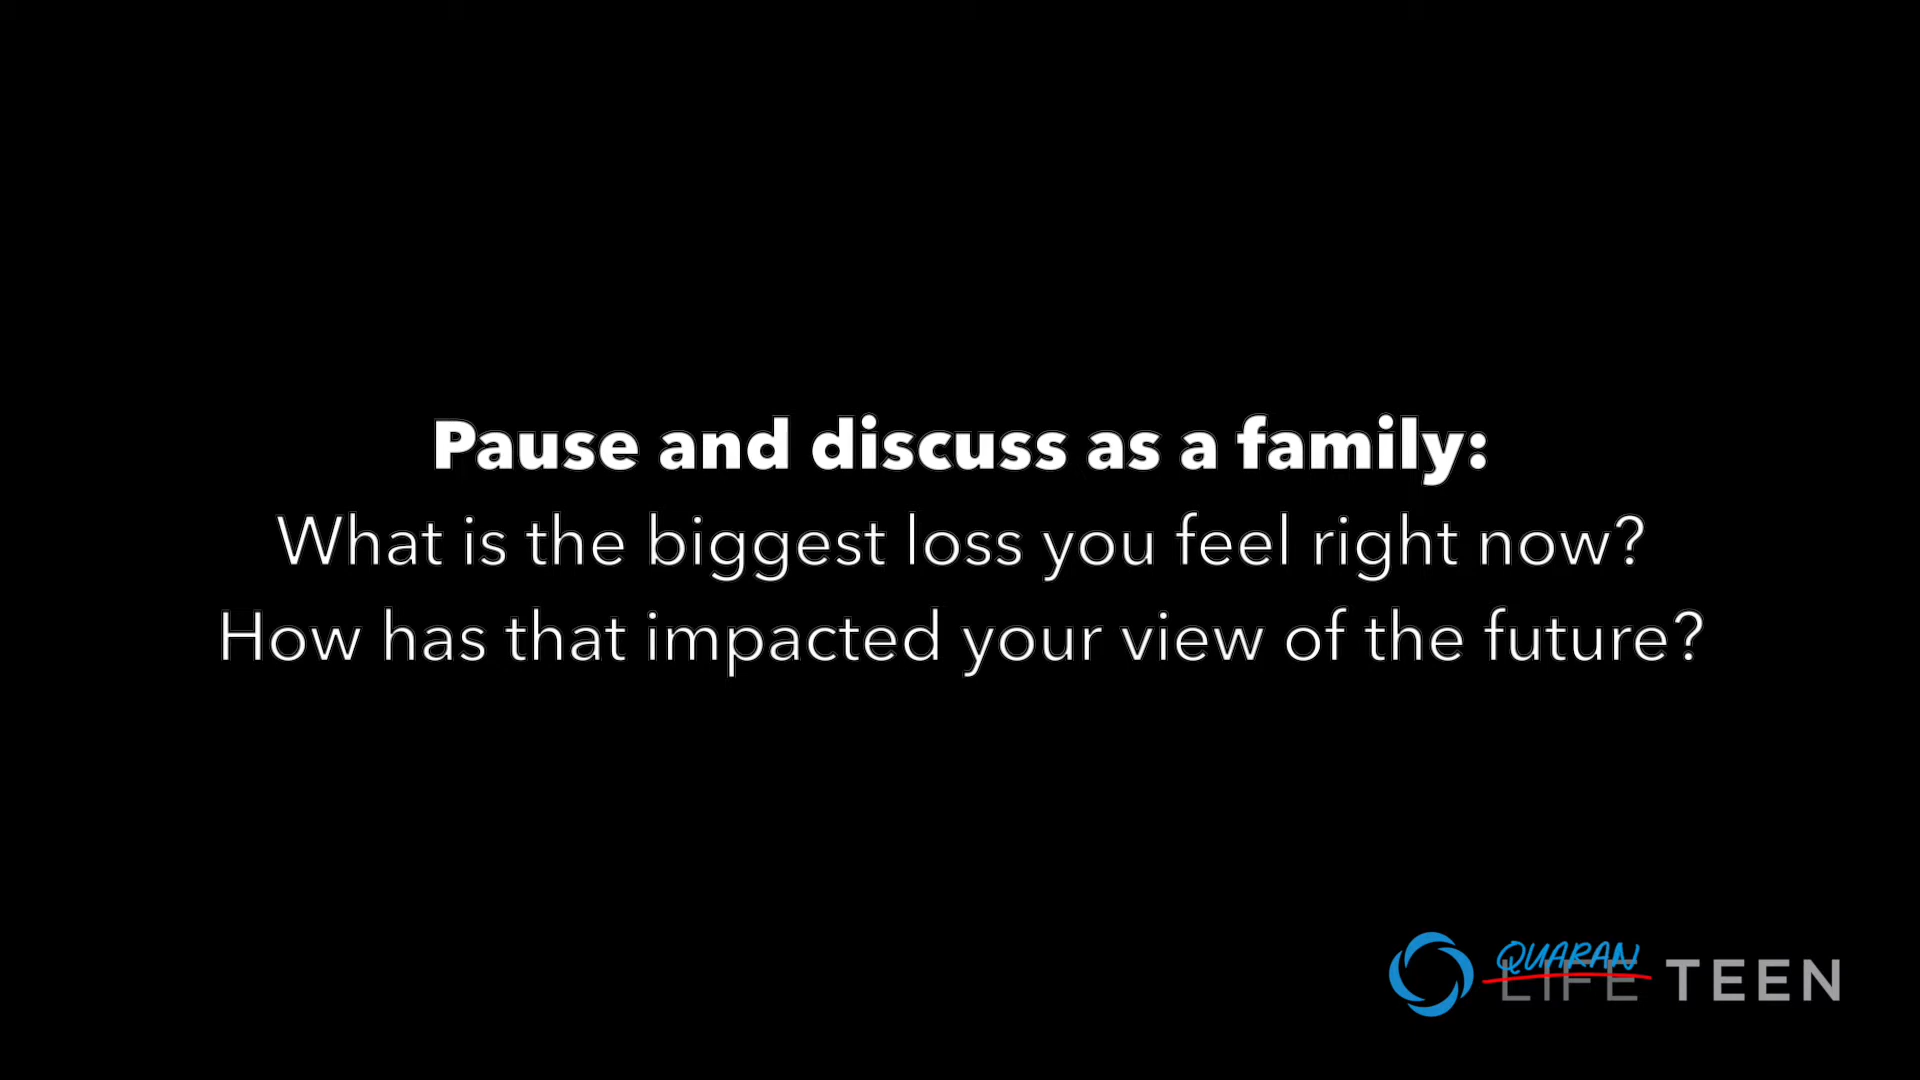 Pause and discuss as a family:
What is the biggest loss you feel right now?
How has that impacted your view of the future?
QUARAN
LIFE TEEN